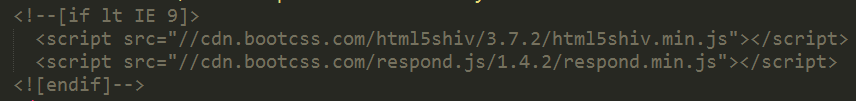 <!--[if lt IE 9]>
<script src="//cdn.bootcss.com/html5shiv/3.7.2/html5shiv.min.js"></script>
<script src="//cdn.bootcss.com/respond.js/1.4.2/respond.min.js"></script>
<![endif]-->